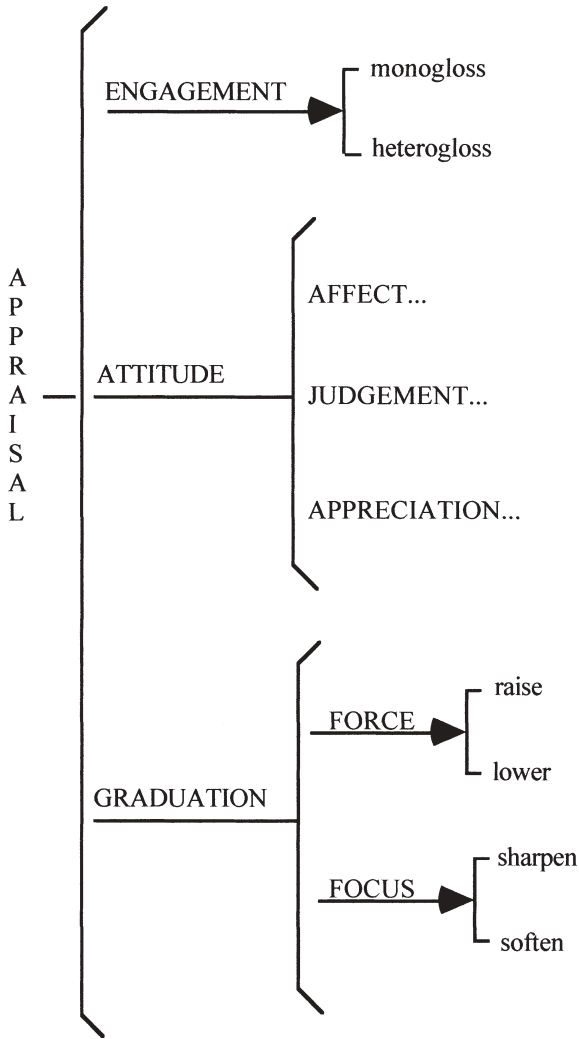 APPRAISAL
ENGAGEMENT
monogloss
heterogloss
ATTITUDE
AFFECT...
JUDGEMENT...
APPRECIATION...
GRADUATION
FORCE
raise
lower
FOCUS
sharpen
soften